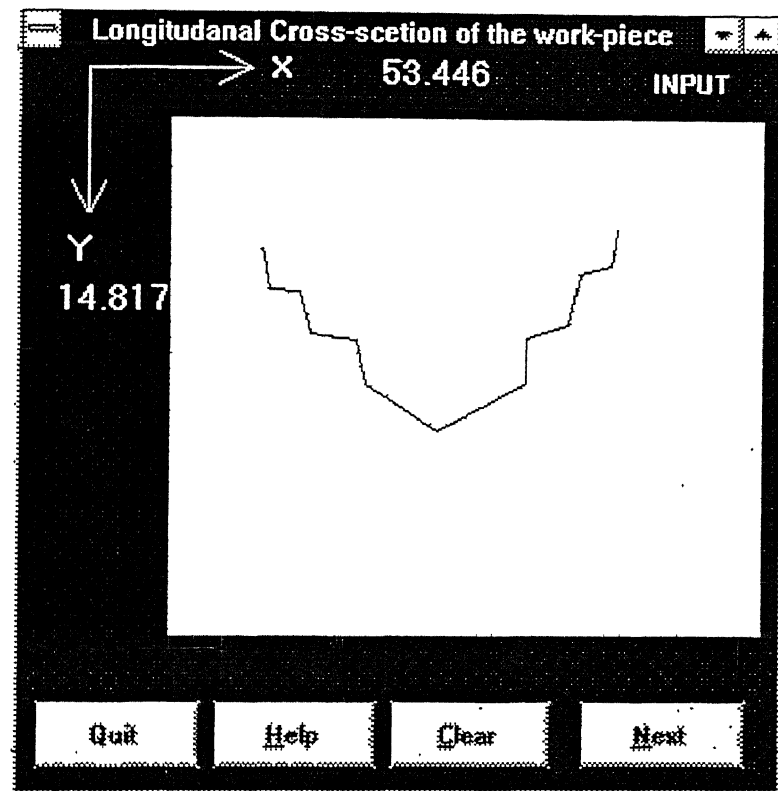 Longitudanal Cross-scetion of the work-piece
X 53.446 INPUT
Y
14.817
Quit Help Clear Next